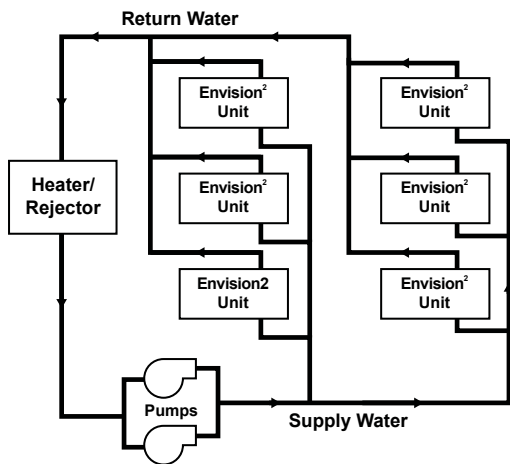 Return Water
Envision²
Unit
Envision²
Unit
Heater/
Rejector
Envision²
Unit
Envision²
Unit
Envision2
Unit
Envision²
Unit
Pumps
Supply Water